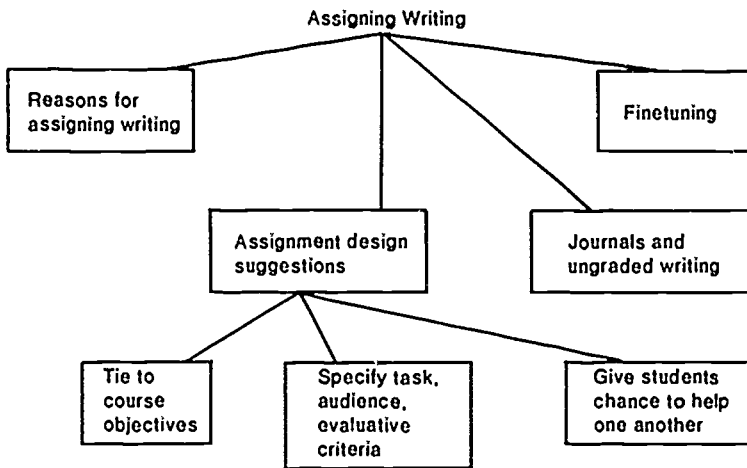 Assigning Writing
Reasons for
assigning writing
Finetuning
Assignment design
suggestions
Journals and
ungraded writing
Tie to
course
objectives
Specify task,
audience,
evaluative
criteria
Give students
chance to help
one another